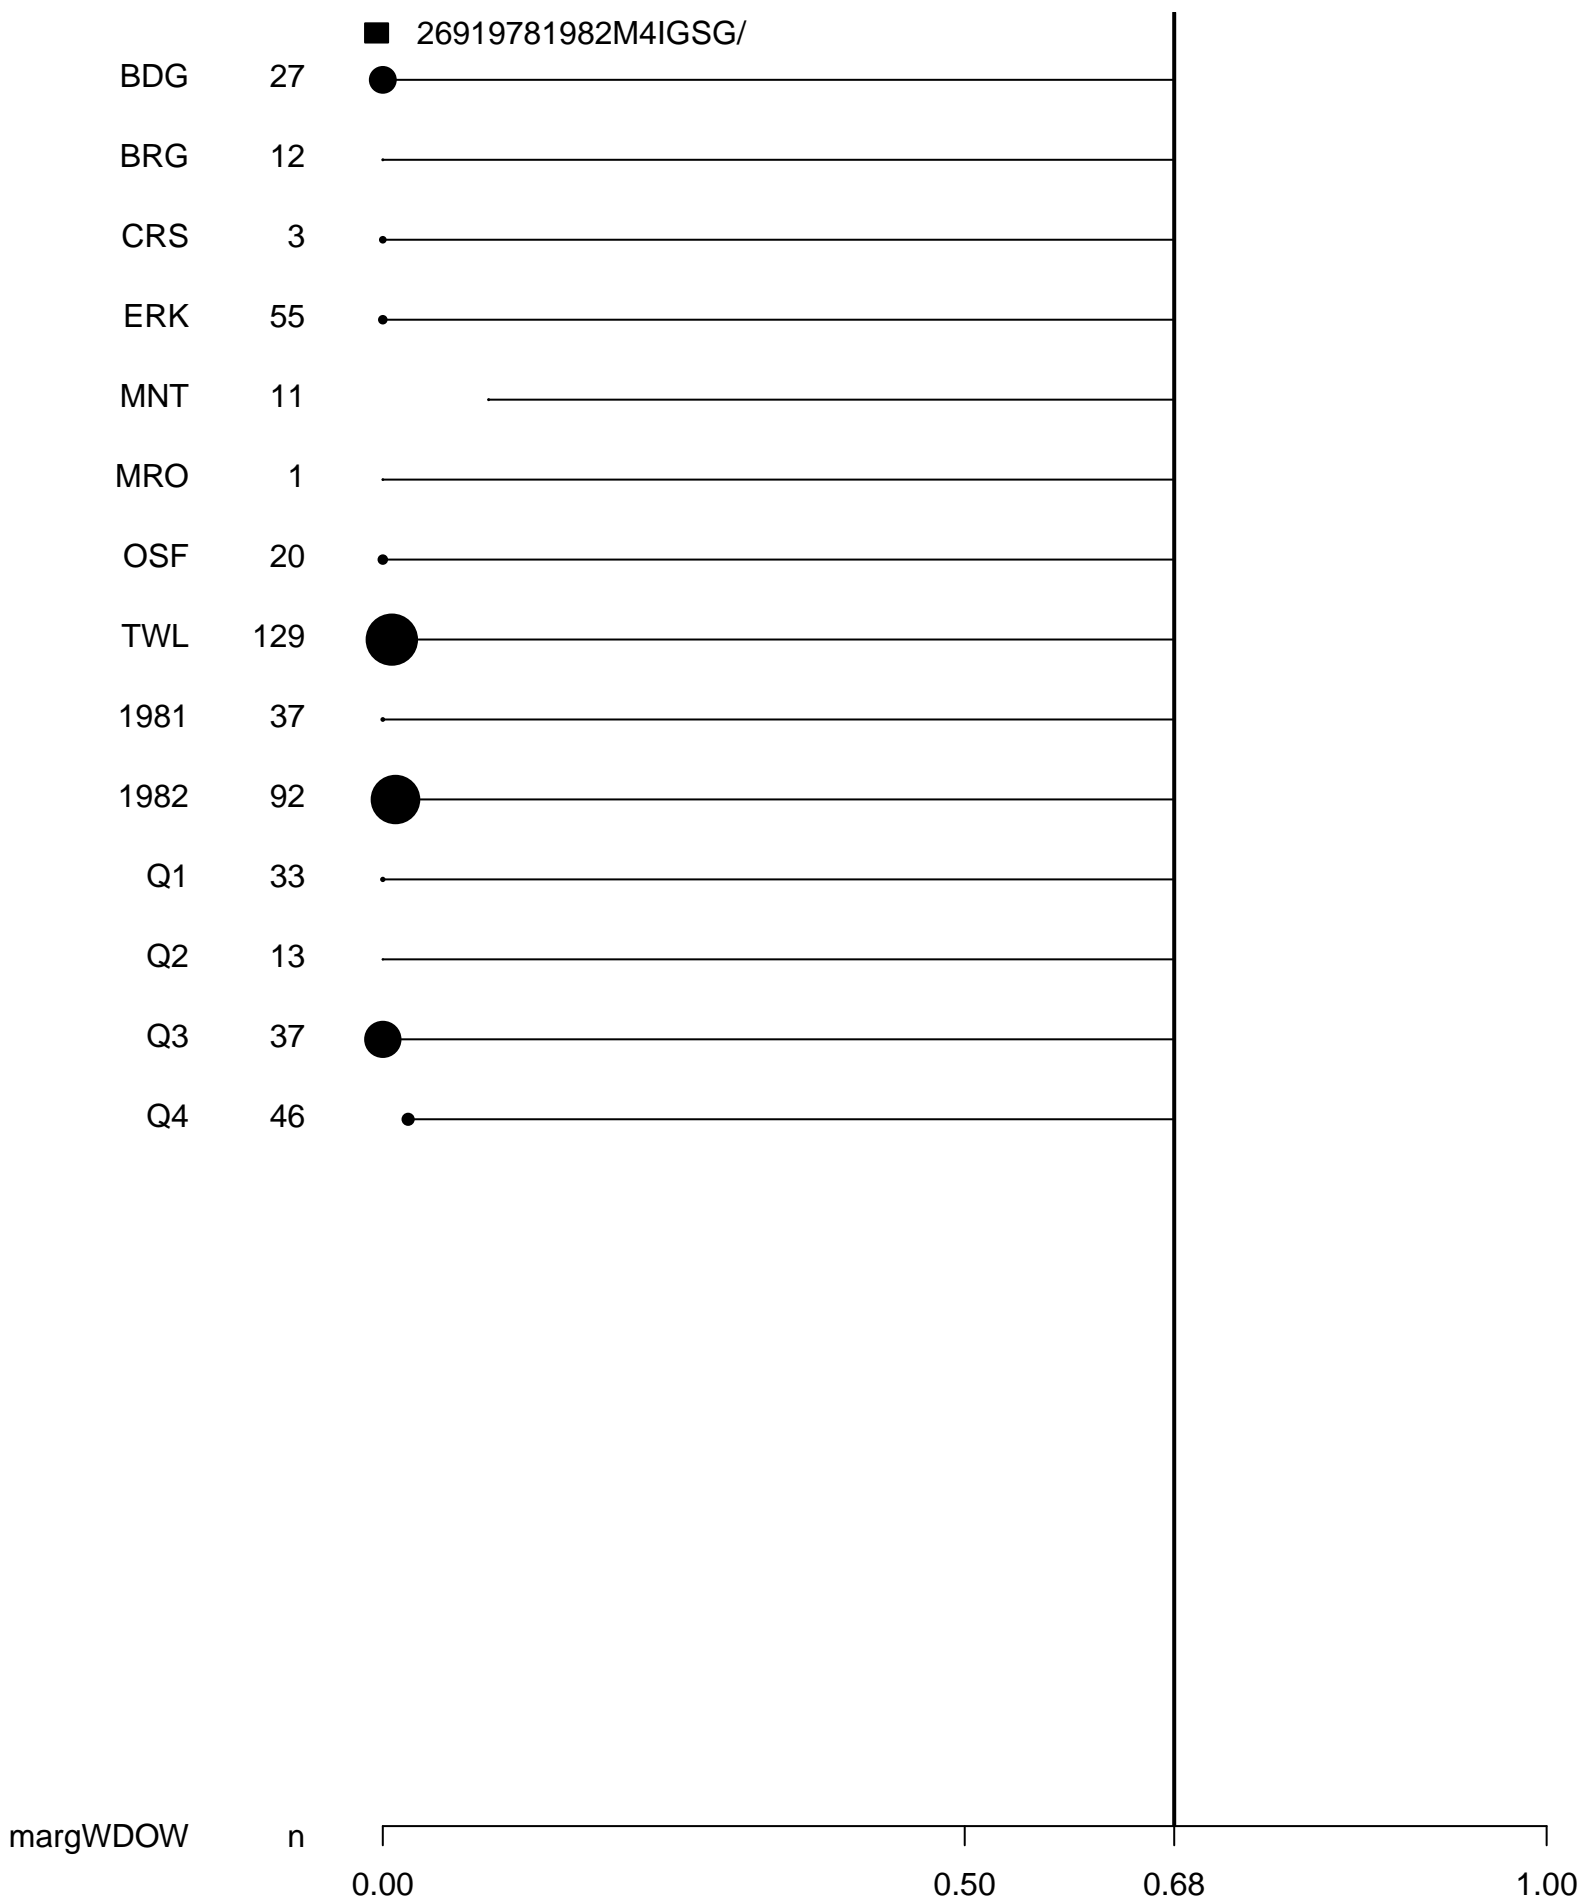 26919781982M4IGSG/
BDG 27
BRG 12
CRS 3
ERK 55
MNT 11
MRO 1
OSF 20
TWL 129
1981 37
1982 92
Q1 33
Q2 13
Q3 37
Q4 46
margWDOW n
0.00 0.50 0.68 1.00